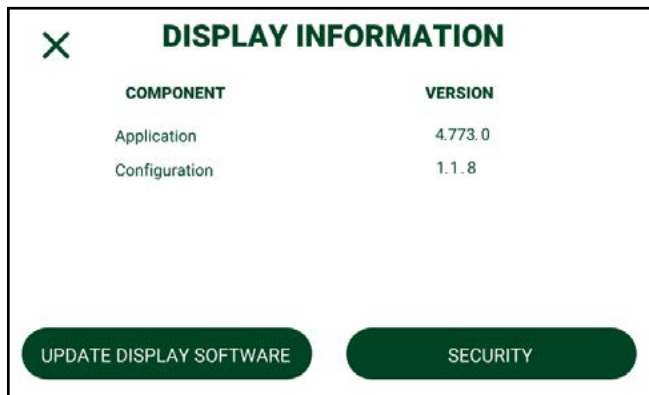 DISPLAY INFORMATION
COMPONENT VERSION
Application 4.773.0
Configuration 1.1.8
UPDATE DISPLAY SOFTWARE SECURITY